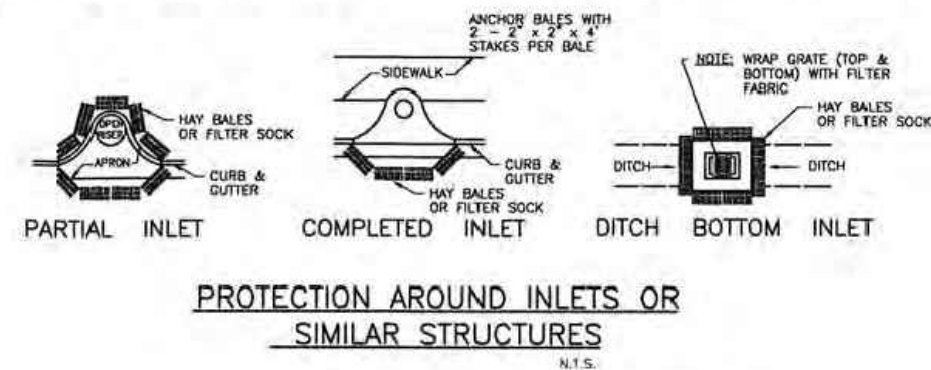 ANCHOR BALES WITH
2 - 2" x 2" x 4'
STAKES PER BALE
SIDEWALK
NOTE: WRAP GRATE (TOP &
BOTTOM) WITH FILTER
FABRIC
OPEN
RISER
HAY BALES
OR FILTER SOCK
APRON
CURB &
GUTTER
PARTIAL INLET
CURB &
GUTTER
HAY BALES
OR FILTER SOCK
COMPLETED INLET
HAY BALES
OR FILTER SOCK
DITCH
DITCH
DITCH BOTTOM INLET
PROTECTION AROUND INLETS OR
SIMILAR STRUCTURES
N.T.S.